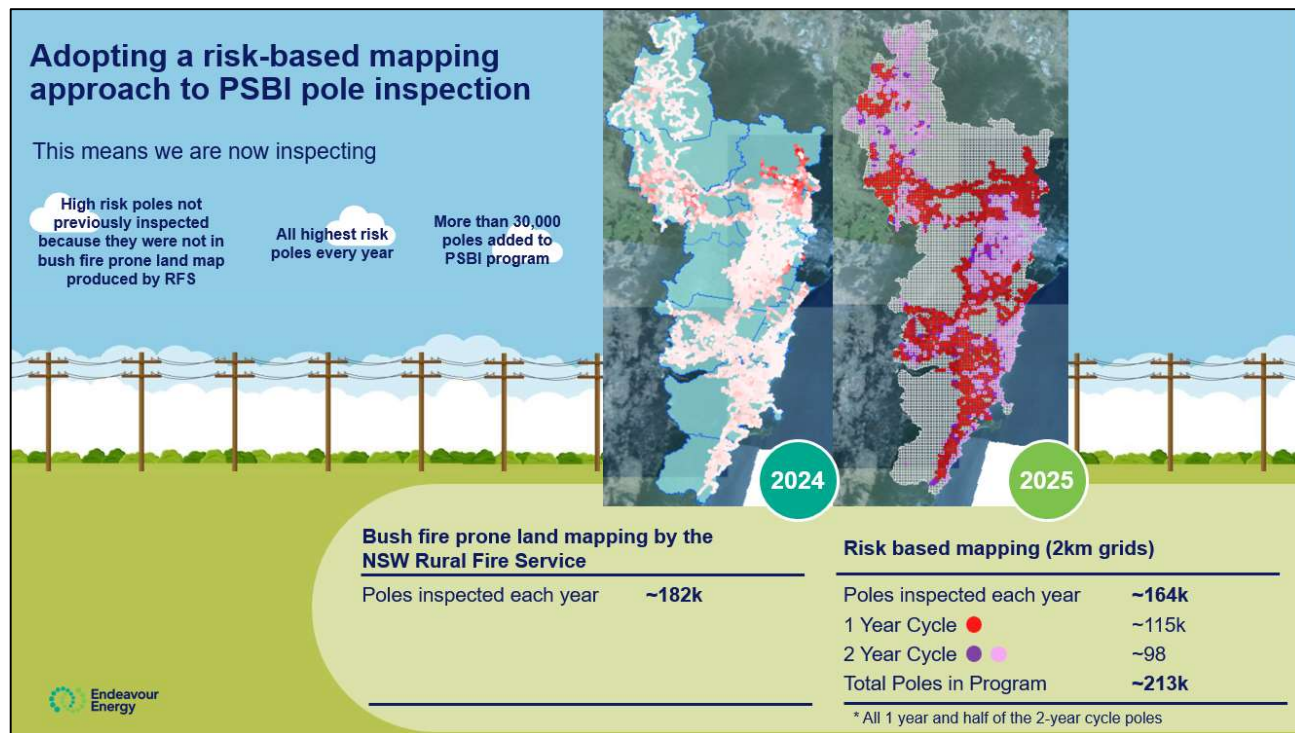 Adopting a risk-based mapping
approach to PSBI pole inspection
This means we are now inspecting
High risk poles not
previously inspected
because they were not in
bush fire prone land map
produced by RFS
All highest risk
poles every year
More than 30,000
poles added to
PSBI program
2024
2025
Bush fire prone land mapping by the
NSW Rural Fire Service
Poles inspected each year ~182k
Risk based mapping (2km grids)
Poles inspected each year ~164k
1 Year Cycle ~115k
2 Year Cycle ~98
Total Poles in Program ~213k
* All 1 year and half of the 2-year cycle poles
Endeavour
Energy